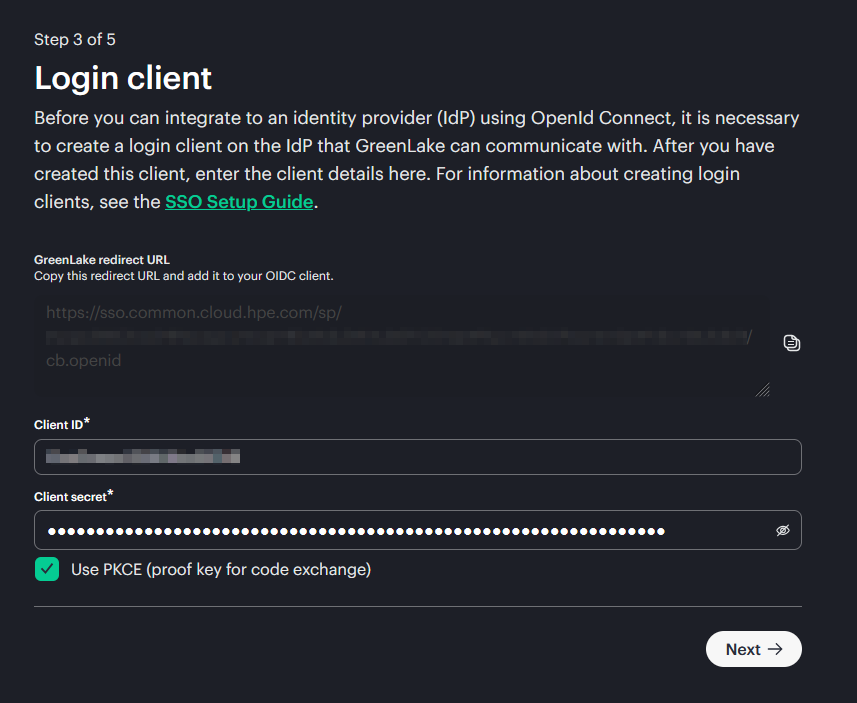 Step 3 of 5
Login client
Before you can integrate to an identity provider (IdP) using OpenId Connect, it is necessary
to create a login client on the IdP that GreenLake can communicate with. After you have
created this client, enter the client details here. For information about creating login
clients, see the SSO Setup Guide.
GreenLake redirect URL
Copy this redirect URL and add it to your OIDC client.
https://sso.common.cloud.hpe.com/sp/
/
cb.openid
Client ID*
Client secret*
Use PKCE (proof key for code exchange)
Next